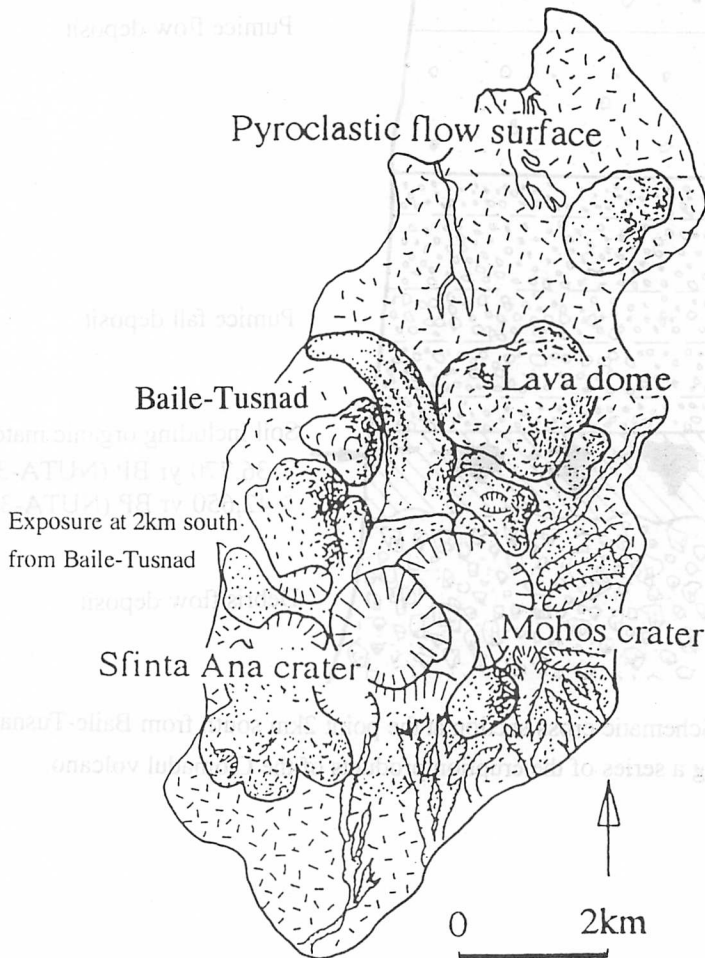 Pyroclastic flow surface
Lava dome
Baile-Tusnad
Exposure at 2km south
from Baile-Tusnad
Mohos crater
Sfinta Ana crater
0 2km